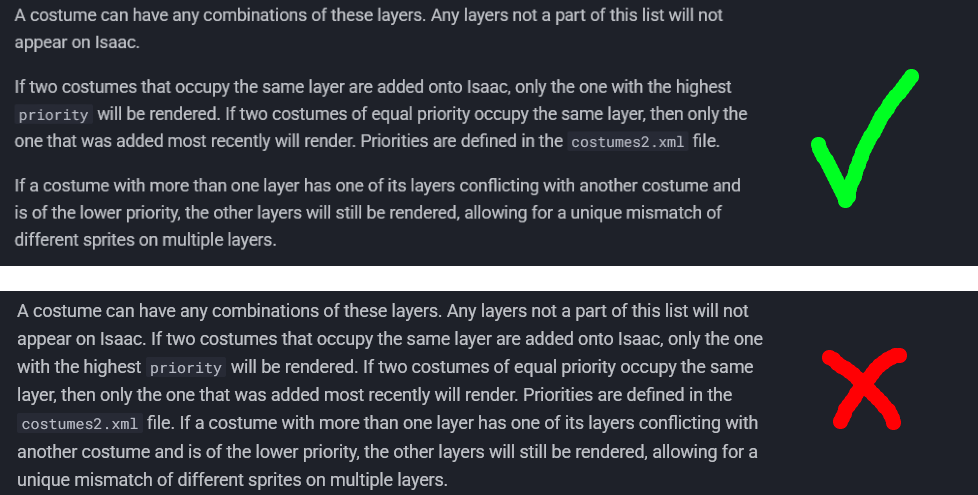 A costume can have any combinations of these layers. Any layers not a part of this list will not
appear on Isaac.
If two costumes that occupy the same layer are added onto Isaac, only the one with the highest
priority will be rendered. If two costumes of equal priority occupy the same layer, then only the
one that was added most recently will render. Priorities are defined in the costumes2.xml file.
If a costume with more than one layer has one of its layers conflicting with another costume and
is of the lower priority, the other layers will still be rendered, allowing for a unique mismatch of
different sprites on multiple layers.
A costume can have any combinations of these layers. Any layers not a part of this list will not
appear on Isaac. If two costumes that occupy the same layer are added onto Isaac, only the one
with the highest priority will be rendered. If two costumes of equal priority occupy the same
layer, then only the one that was added most recently will render. Priorities are defined in the
costumes2.xml file. If a costume with more than one layer has one of its layers conflicting with
another costume and is of the lower priority, the other layers will still be rendered, allowing for a
unique mismatch of different sprites on multiple layers.